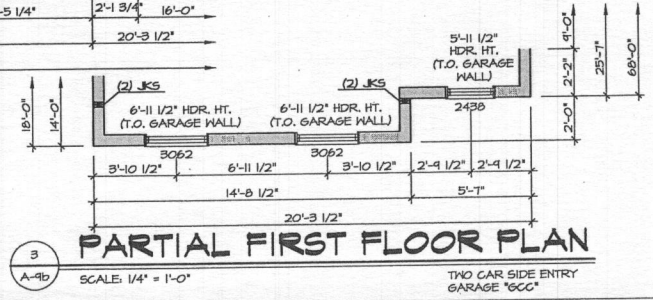 -5 1/4"
2'-1 3/4"
16'-0"
20'-3 1/2"
(2) JKS
18'-0"
14'-0"
6'-11 1/2" HDR. HT.
(T.O. GARAGE WALL)
3062
(2) JKS
6'-11 1/2" HDR. HT.
(T.O. GARAGE WALL)
3062
5'-11 1/2"
HDR. HT.
(T.O. GARAGE
WALL)
2438
9'-0"
2'-2"
2'-0"
25'-7"
68'-0"
3'-10 1/2"
6'-11 1/2"
3'-10 1/2"
2'-9 1/2"
2'-9 1/2"
14'-8 1/2"
5'-7"
20'-3 1/2"
3
A-9b
PARTIAL FIRST FLOOR PLAN
SCALE: 1/4" = 1'-0"
TWO CAR SIDE ENTRY
GARAGE "GCC"